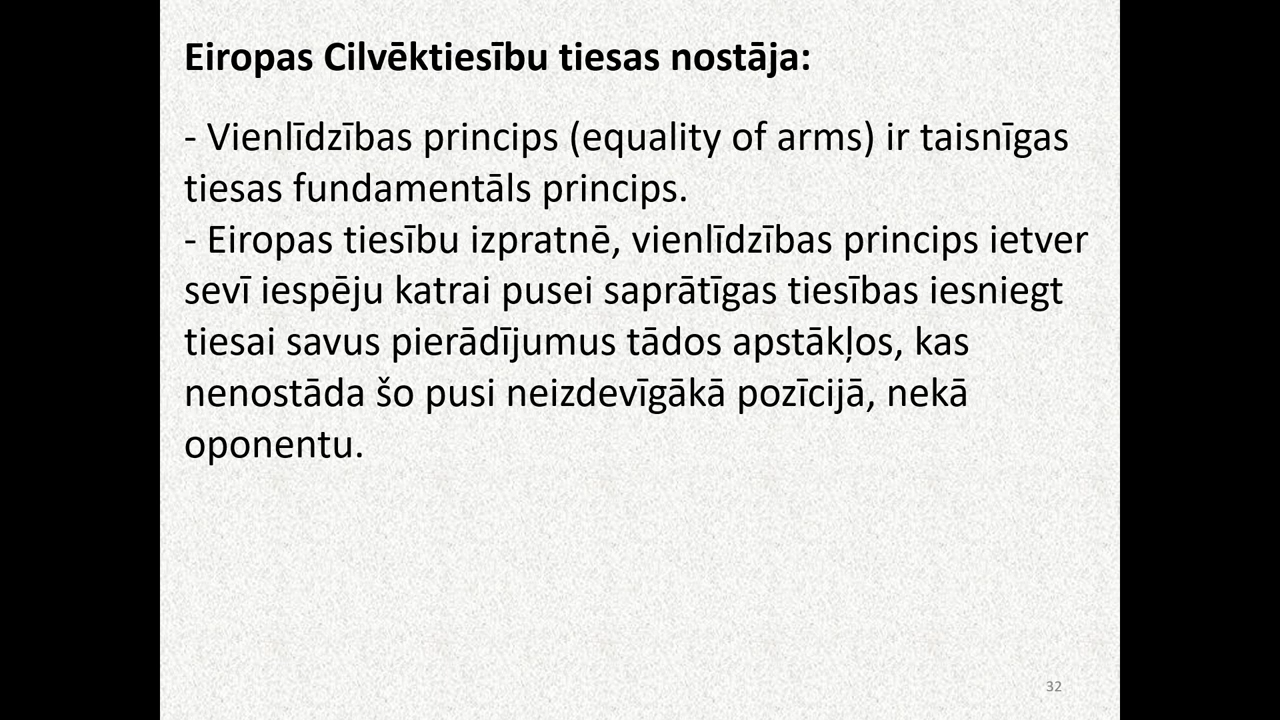 Eiropas Cilvēktiesību tiesas nostāja:
- Vienlīdzības princips (equality of arms) ir taisnīgas
tiesas fundamentāls princips.
- Eiropas tiesību izpratnē, vienlīdzības princips ietver
sevī iespēju katrai pusei saprātīgas tiesības iesniegt
tiesai savus pierādījumus tādos apstākļos, kas
nenostāda šo pusi neizdevīgākā pozīcijā, nekā
oponentu.
32